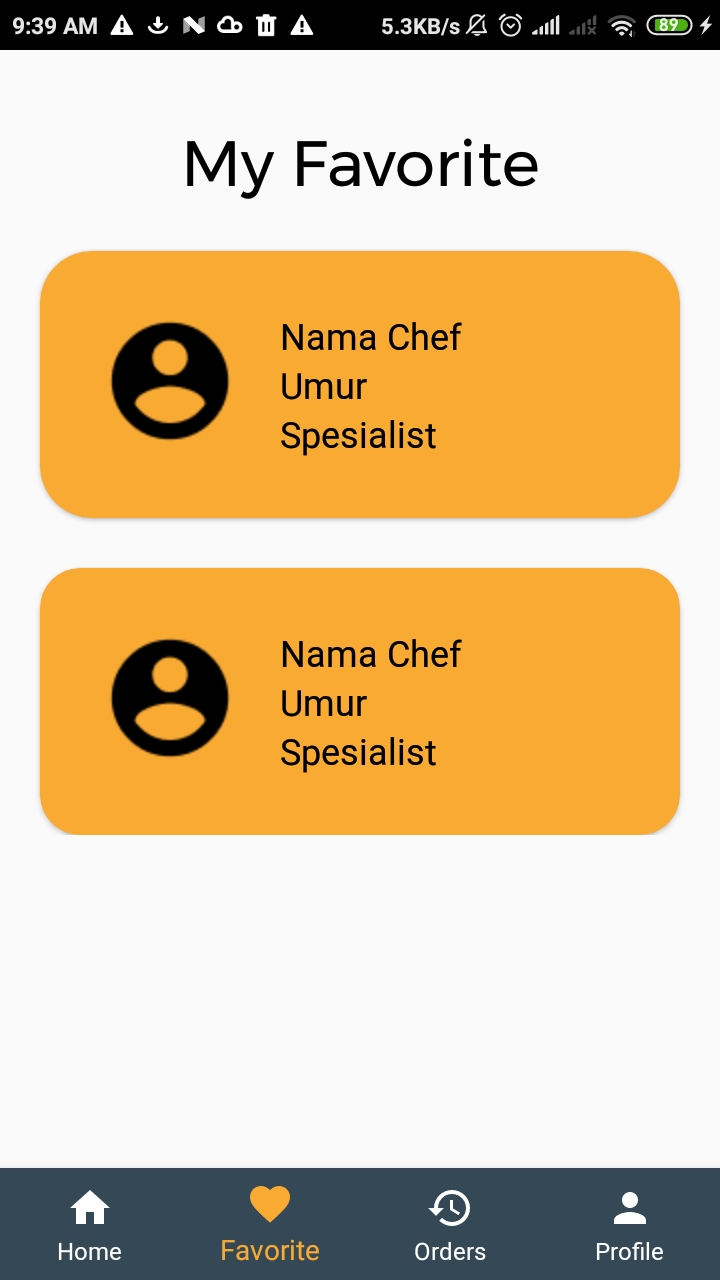 9:39 AM 5.3KB/s 89
My Favorite
Nama Chef
Umur
Spesialist
Nama Chef
Umur
Spesialist
Home Favorite Orders Profile